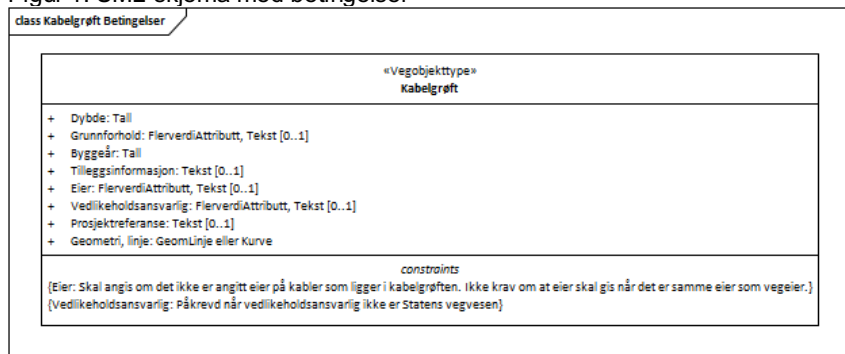 class Kabelgrøft Betingelser
«Vegobjekttype»
Kabelgrøft
+ Dybde: Tall
+ Grunnforhold: FlerverdiAttributt, Tekst [0..1]
+ Byggeår: Tall
+ Tilleggsinformasjon: Tekst [0..1]
+ Eier: FlerverdiAttributt, Tekst [0..1]
+ Vedlikeholdsansvarlig: FlerverdiAttributt, Tekst [0..1]
+ Prosjektreferanse: Tekst [0..1]
+ Geometri, linje: GeomLinje eller Kurve
constraints
{Eier: Skal angis om det ikke er angitt eier på kabler som ligger i kabelgrøften. Ikke krav om at eier skal gis når det er samme eier som vegeier.}
{Vedlikeholdsansvarlig: Påkrevd når vedlikeholdsansvarlig ikke er Statens vegvesen}